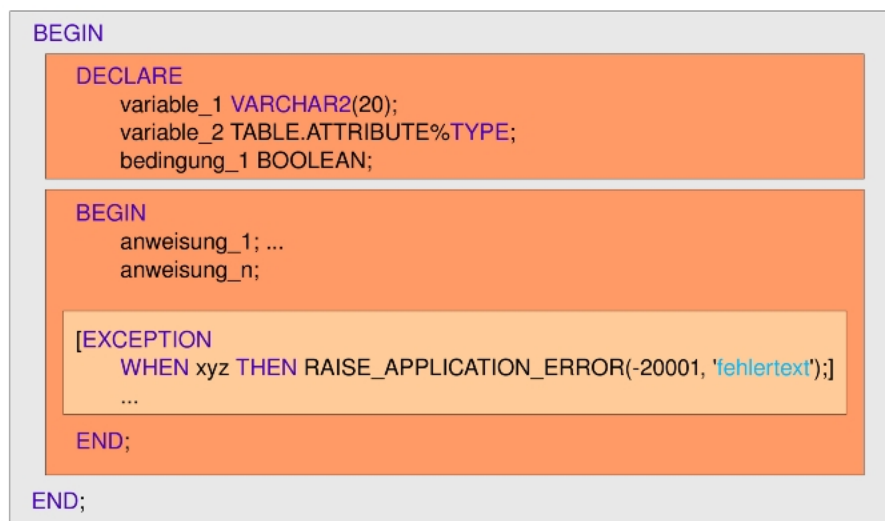 BEGIN
DECLARE
variable_1 VARCHAR2(20);
variable_2 TABLE.ATTRIBUTE%TYPE;
bedingung_1 BOOLEAN;
BEGIN
anweisung_1; ...
anweisung_n;
[EXCEPTION
WHEN xyz THEN RAISE_APPLICATION_ERROR(-20001, 'fehlertext');]
...
END;
END;